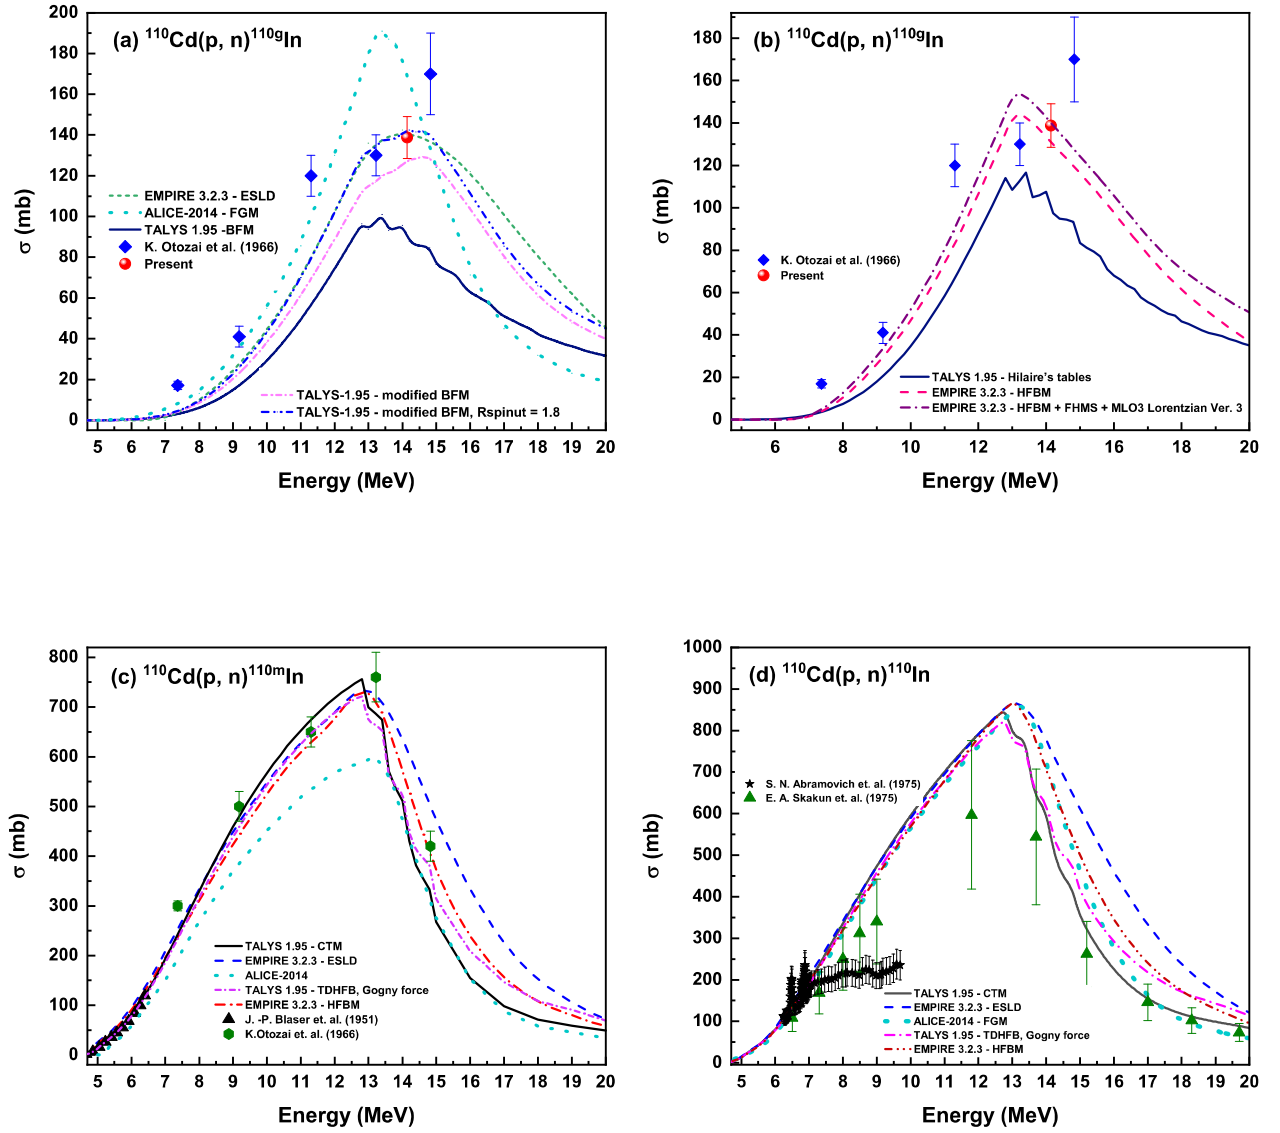 (a) ¹¹⁰Cd(p, n)¹¹⁰ᵍIn
200
180
160
140
120
100
80
60
40
20
0
σ (mb)
EMPIRE 3.2.3 - ESLD
ALICE-2014 - FGM
TALYS 1.95 -BFM
K. Otozai et al. (1966)
Present
TALYS-1.95 - modified BFM
TALYS-1.95 - modified BFM, Rspinut = 1.8
5 6 7 8 9 10 11 12 13 14 15 16 17 18 19 20
Energy (MeV)
(b) ¹¹⁰Cd(p, n)¹¹⁰ᵍIn
180
160
140
120
100
80
60
40
20
0
σ (mb)
K. Otozai et al. (1966)
Present
TALYS 1.95 - Hilaire's tables
EMPIRE 3.2.3 - HFBM
EMPIRE 3.2.3 - HFBM + FHMS + MLO3 Lorentzian Ver. 3
6 8 10 12 14 16 18 20
Energy (MeV)
(c) ¹¹⁰Cd(p, n)¹¹⁰ᵐIn
800
700
600
500
400
300
200
100
0
σ (mb)
TALYS 1.95 - CTM
EMPIRE 3.2.3 - ESLD
ALICE-2014
TALYS 1.95 - TDHFB, Gogny force
EMPIRE 3.2.3 - HFBM
J. -P. Blaser et al. (1951)
K.Otozai et al. (1966)
5 6 7 8 9 10 11 12 13 14 15 16 17 18 19 20
Energy (MeV)
(d) ¹¹⁰Cd(p, n)¹¹⁰In
1000
900
800
700
600
500
400
300
200
100
0
σ (mb)
S. N. Abramovich et. al. (1975)
E. A. Skakun et. al. (1975)
TALYS 1.95 - CTM
EMPIRE 3.2.3 - ESLD
ALICE-2014 - FGM
TALYS 1.95 - TDHFB, Gogny force
EMPIRE 3.2.3 - HFBM
5 6 7 8 9 10 11 12 13 14 15 16 17 18 19 20
Energy (MeV)